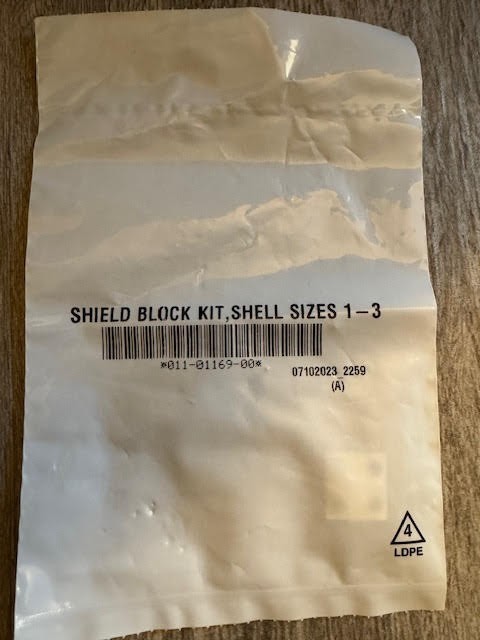 SHIELD BLOCK KIT,SHELL SIZES 1-3
*011-01169-00*
07102023_2259
(A)
4
LDPE